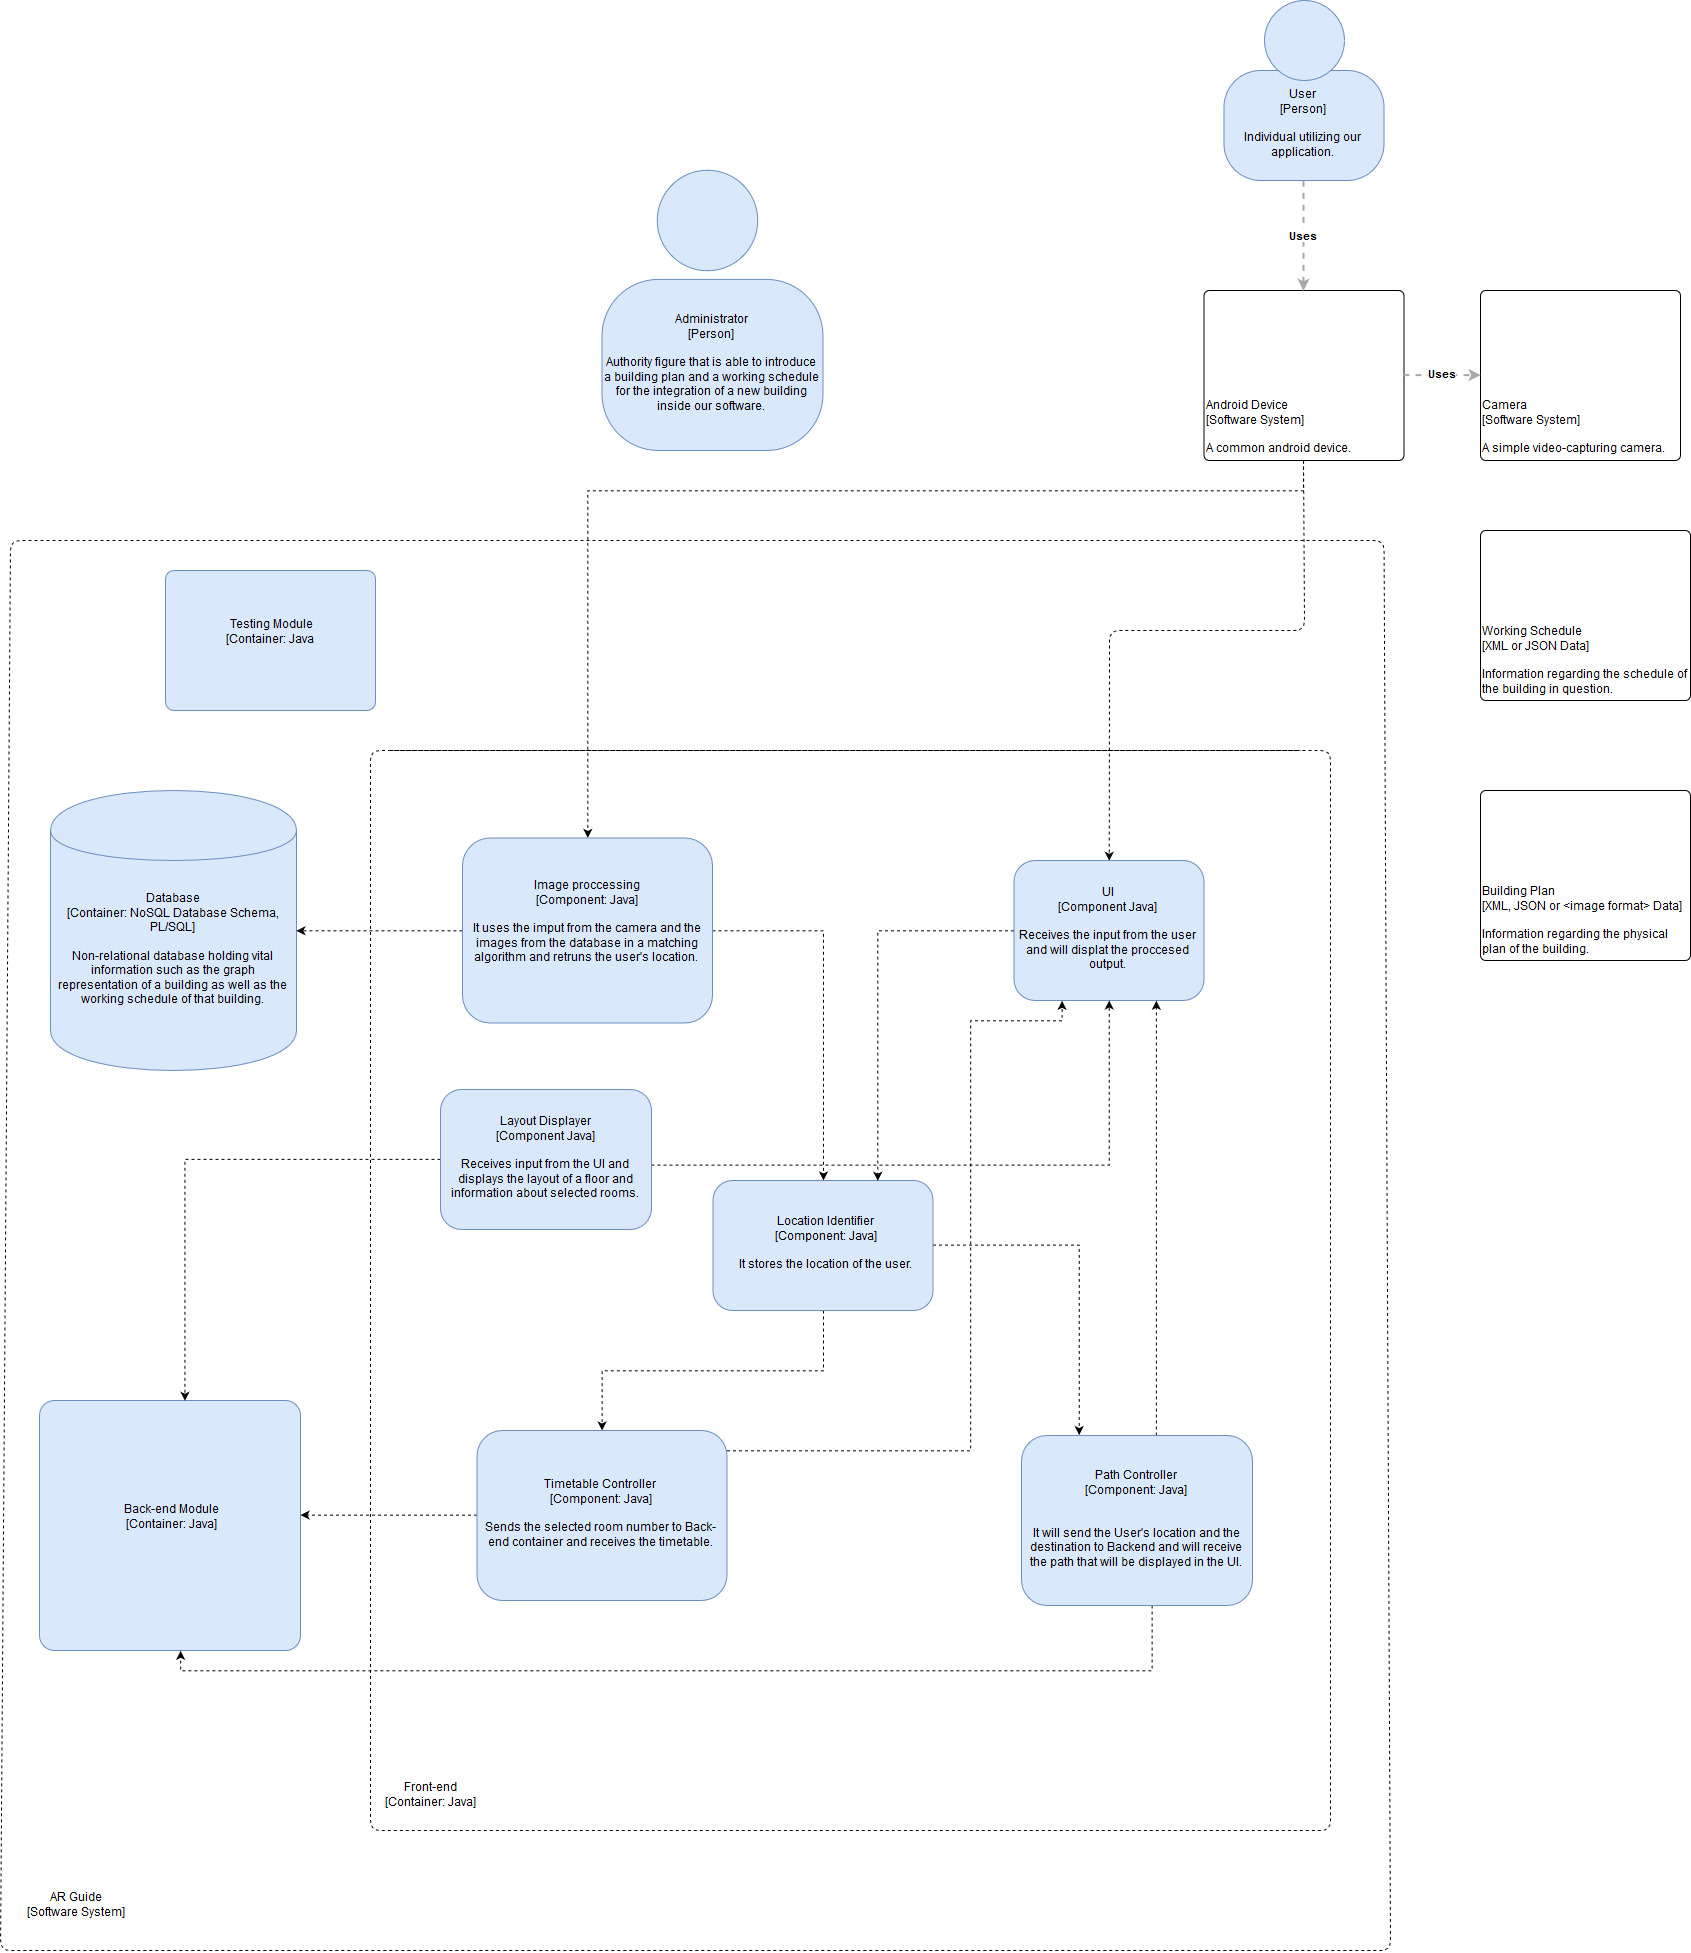 User
[Person]
Individual utilizing our
application.
Uses
Administrator
[Person]
Authority figure that is able to introduce
a building plan and a working schedule
for the integration of a new building
inside our software.
Android Device
[Software System]
A common android device.
Uses
Camera
[Software System]
A simple video-capturing camera.
Testing Module
[Container: Java
Working Schedule
[XML or JSON Data]
Information regarding the schedule of
the building in question.
Database
[Container: NoSQL Database Schema,
PL/SQL]
Non-relational database holding vital
information such as the graph
representation of a building as well as the
working schedule of that building.
Image proccessing
[Component: Java]
It uses the imput from the camera and the
images from the database in a matching
algorithm and retruns the user's location.
UI
[Component Java]
Receives the input from the user
and will displat the proccesed
output.
Building Plan
[XML, JSON or <image format> Data]
Information regarding the physical
plan of the building.
Layout Displayer
[Component Java]
Receives input from the UI and
displays the layout of a floor and
information about selected rooms.
Location Identifier
[Component: Java]
It stores the location of the user.
Back-end Module
[Container: Java]
Timetable Controller
[Component: Java]
Sends the selected room number to Back-
end container and receives the timetable.
Path Controller
[Component: Java]
It will send the User's location and the
destination to Backend and will receive
the path that will be displayed in the UI.
Front-end
[Container: Java]
AR Guide
[Software System]